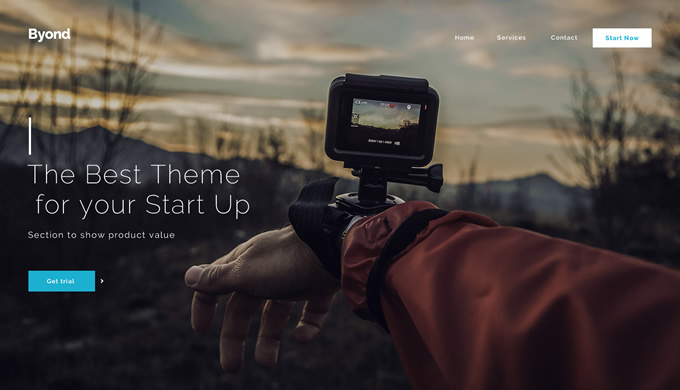 Byond
Home
Services
Contact
Start Now
The Best Theme
for your Start Up
Section to show product value
Get trial